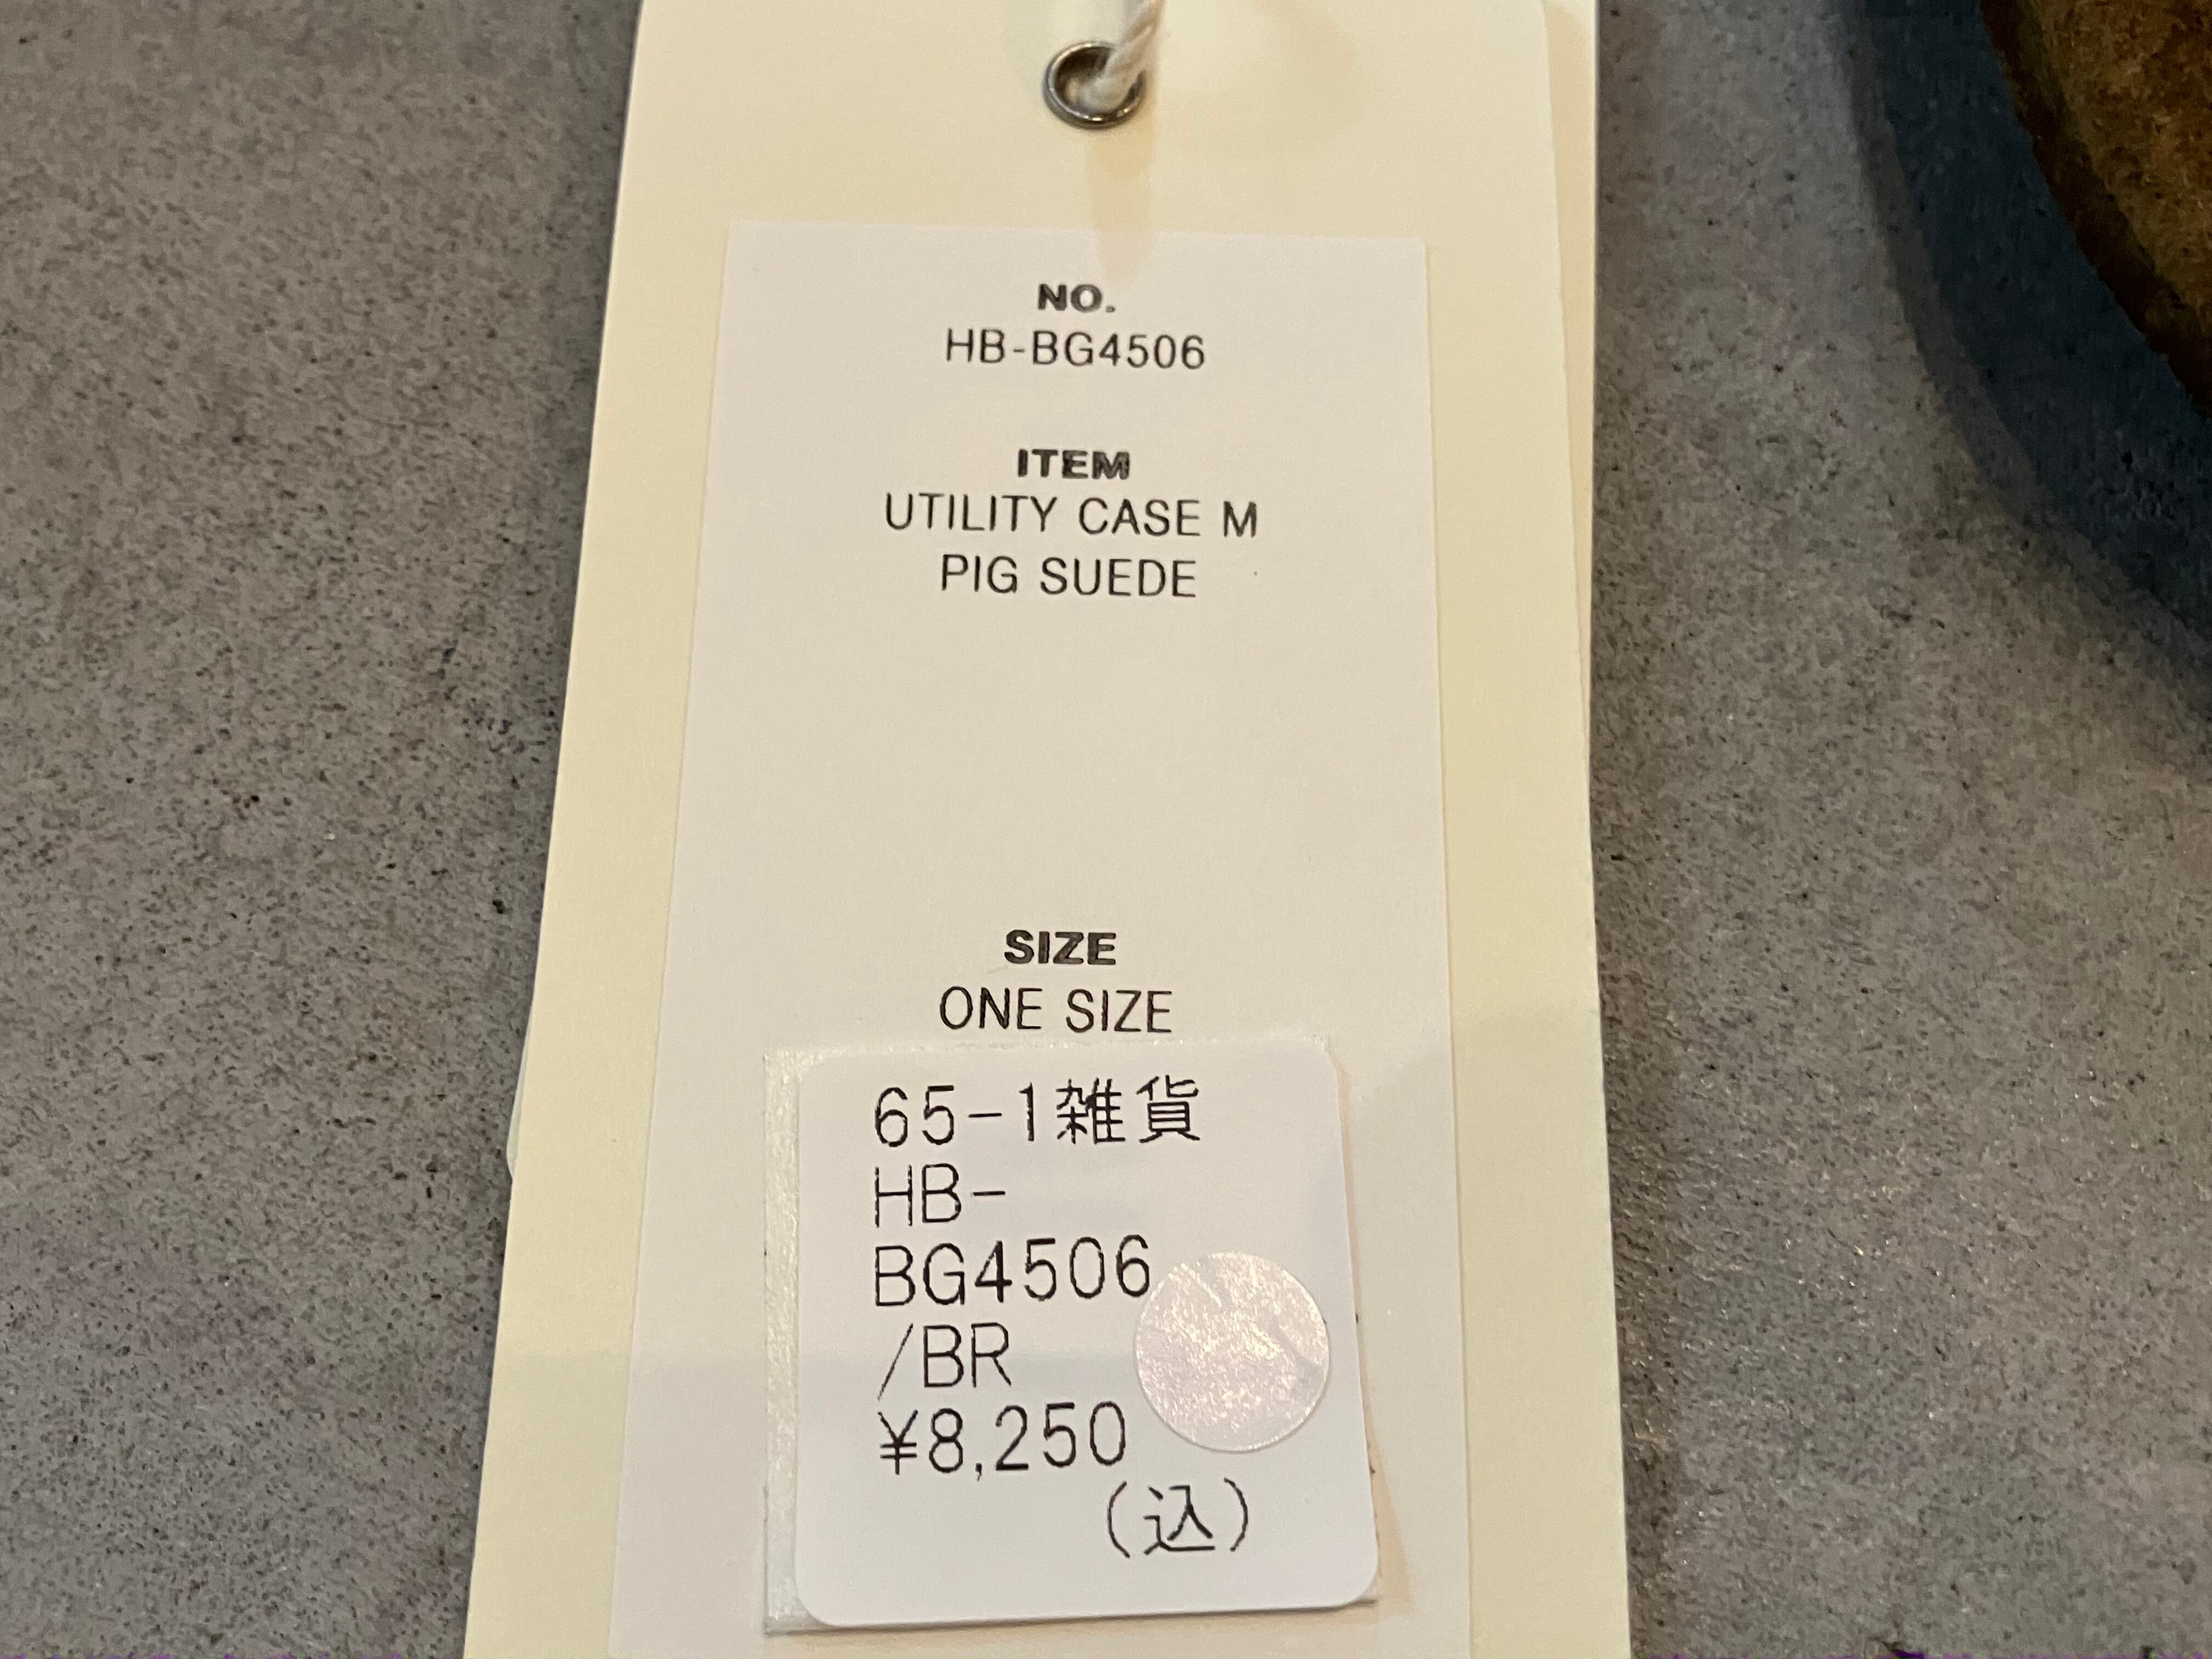 NO.
HB-BG4506
ITEM
UTILITY CASE M
PIG SUEDE
SIZE
ONE SIZE
65-1雑貨
HB-
BG4506
/BR
¥8,250
(込)